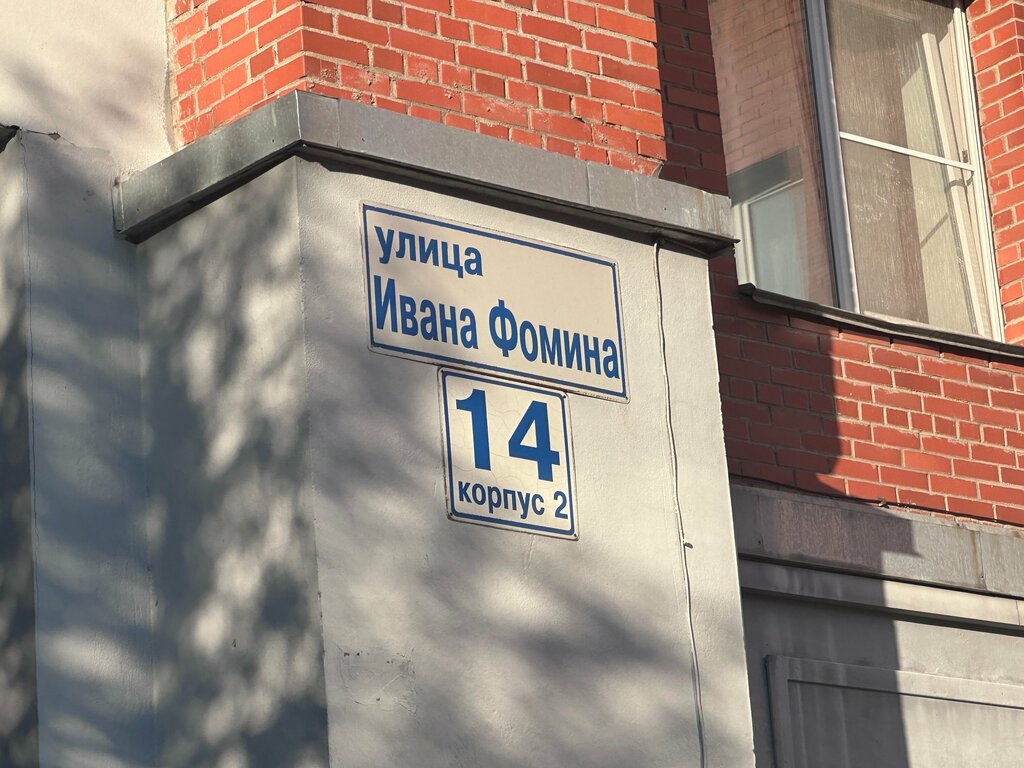 улица
Ивана Фомина
14
корпус 2